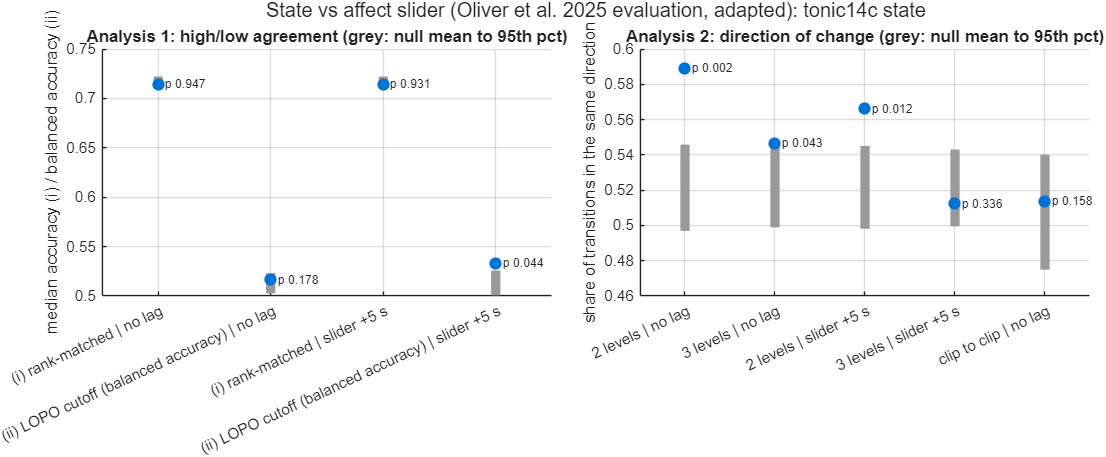 State vs affect slider (Oliver et al. 2025 evaluation, adapted): tonic14c state
Analysis 1: high/low agreement (grey: null mean to 95th pct)
median accuracy (i) / balanced accuracy (ii)
0.75
0.7
0.65
0.6
0.55
0.5
p 0.947
p 0.178
p 0.931
p 0.044
(i) rank-matched | no lag
(ii) LOPO cutoff (balanced accuracy) | no lag
(i) rank-matched | slider +5 s
(ii) LOPO cutoff (balanced accuracy) | slider +5 s
Analysis 2: direction of change (grey: null mean to 95th pct)
share of transitions in the same direction
0.6
0.58
0.56
0.54
0.52
0.5
0.48
0.46
p 0.002
p 0.043
p 0.012
p 0.336
p 0.158
2 levels | no lag
3 levels | no lag
2 levels | slider +5 s
3 levels | slider +5 s
clip to clip | no lag